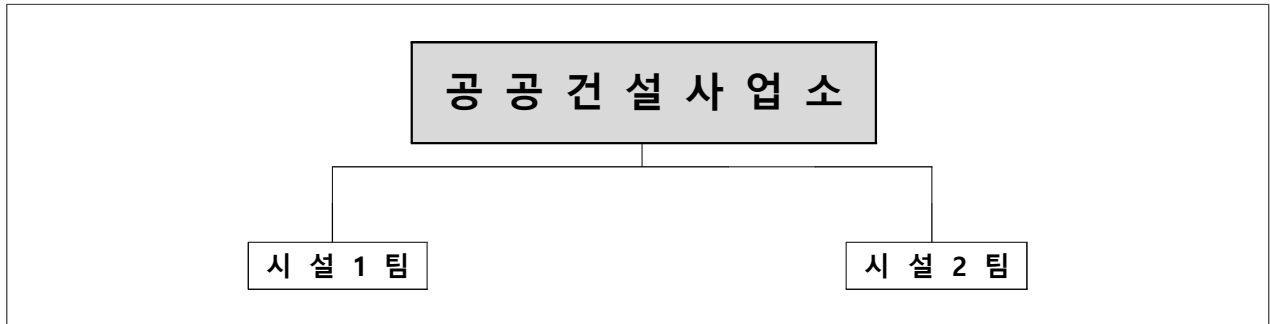 공 공 건 설 사 업 소
시 설 1 팀
시 설 2 팀